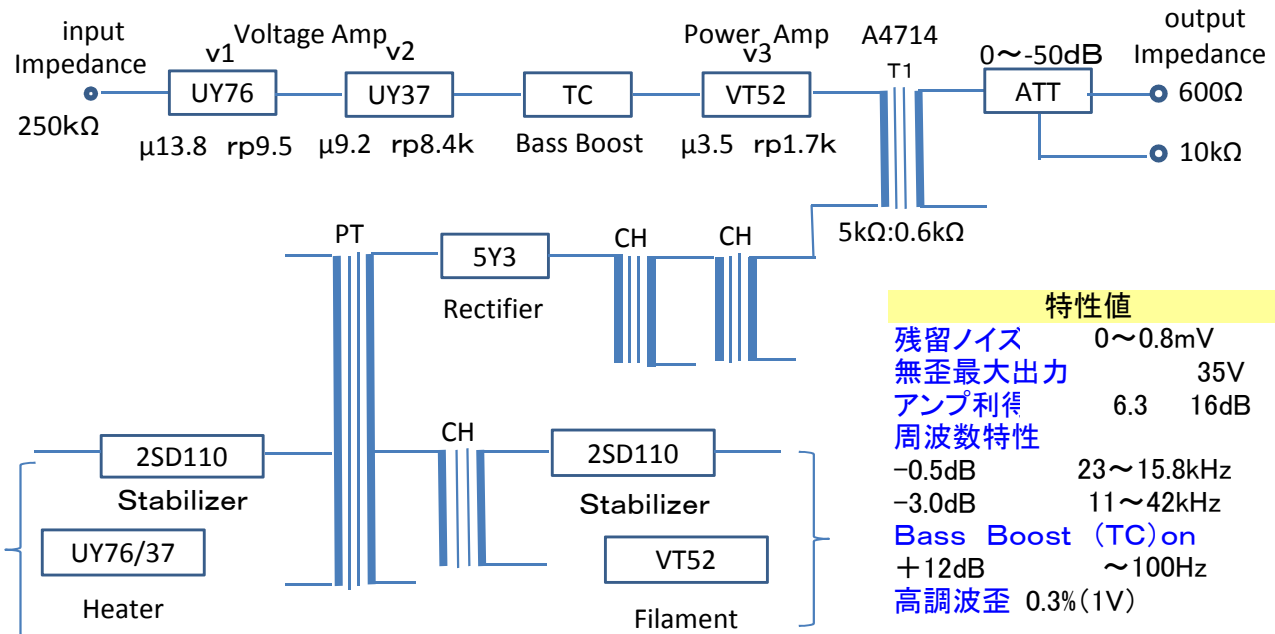 input
Impedance
250kΩ
Voltage Amp
v1
UY76
μ13.8 rp9.5
v2
UY37
μ9.2 rp8.4k
TC
Bass Boost
Power Amp
v3
VT52
μ3.5 rp1.7k
A4714
T1
5kΩ:0.6kΩ
0～-50dB
ATT
output
Impedance
600Ω
10kΩ
PT
5Y3
Rectifier
CH
CH
2SD110
Stabilizer
UY76/37
Heater
CH
2SD110
Stabilizer
VT52
Filament
特性値
残留ノイズ 0～0.8mV
無歪最大出力 35V
アンプ利得 6.3 16dB
周波数特性
-0.5dB 23～15.8kHz
-3.0dB 11～42kHz
Bass Boost (TC)on
+12dB ～100Hz
高調波歪 0.3%(1V)